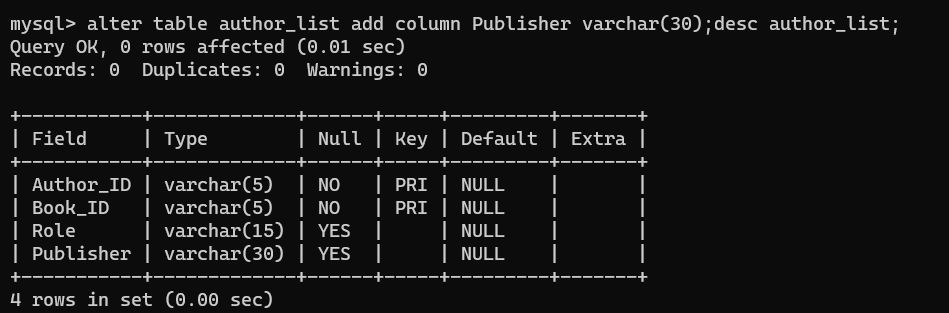 mysql> alter table author_list add column Publisher varchar(30);desc author_list;
Query OK, 0 rows affected (0.01 sec)
Records: 0  Duplicates: 0  Warnings: 0

+-----------+-------------+------+-----+---------+-------+
| Field     | Type        | Null | Key | Default | Extra |
+-----------+-------------+------+-----+---------+-------+
| Author_ID | varchar(5)  | NO   | PRI | NULL    |       |
| Book_ID   | varchar(5)  | NO   | PRI | NULL    |       |
| Role      | varchar(15) | YES  |     | NULL    |       |
| Publisher | varchar(30) | YES  |     | NULL    |       |
+-----------+-------------+------+-----+---------+-------+
4 rows in set (0.00 sec)